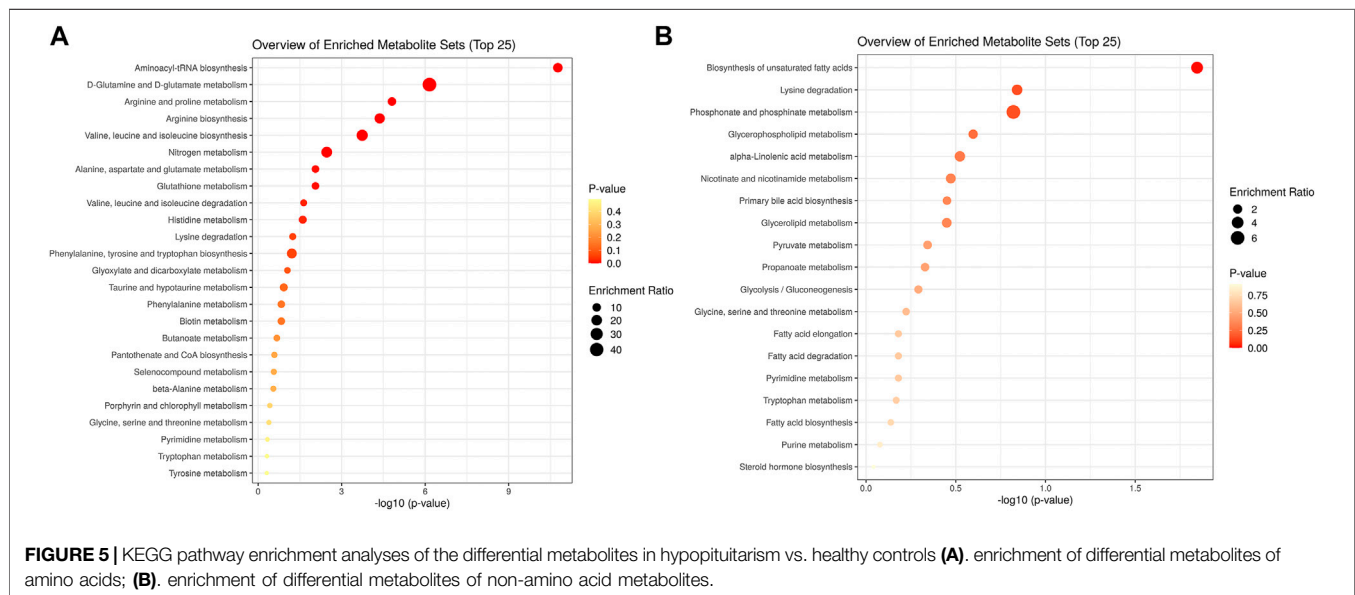 A
Overview of Enriched Metabolite Sets (Top 25)
Aminoacyl-tRNA biosynthesis
D-Glutamine and D-glutamate metabolism
Arginine and proline metabolism
Arginine biosynthesis
Valine, leucine and isoleucine biosynthesis
Nitrogen metabolism
Alanine, aspartate and glutamate metabolism
Glutathione metabolism
Valine, leucine and isoleucine degradation
Histidine metabolism
Lysine degradation
Phenylalanine, tyrosine and tryptophan biosynthesis
Glyoxylate and dicarboxylate metabolism
Taurine and hypotaurine metabolism
Phenylalanine metabolism
Biotin metabolism
Butanoate metabolism
Pantothenate and CoA biosynthesis
Selenocompound metabolism
beta-Alanine metabolism
Porphyrin and chlorophyll metabolism
Glycine, serine and threonine metabolism
Pyrimidine metabolism
Tryptophan metabolism
Tyrosine metabolism
0 3 6 9
-log10 (p-value)
P-value
0.4
0.3
0.2
0.1
0.0
Enrichment Ratio
10
20
30
40
B
Overview of Enriched Metabolite Sets (Top 25)
Biosynthesis of unsaturated fatty acids
Lysine degradation
Phosphonate and phosphinate metabolism
Glycerophospholipid metabolism
alpha-Linolenic acid metabolism
Nicotinate and nicotinamide metabolism
Primary bile acid biosynthesis
Glycerolipid metabolism
Pyruvate metabolism
Propanoate metabolism
Glycolysis / Gluconeogenesis
Glycine, serine and threonine metabolism
Fatty acid elongation
Fatty acid degradation
Pyrimidine metabolism
Tryptophan metabolism
Fatty acid biosynthesis
Purine metabolism
Steroid hormone biosynthesis
0.0 0.5 1.0 1.5
-log10 (p-value)
Enrichment Ratio
2
4
6
P-value
0.75
0.50
0.25
0.00
FIGURE 5 | KEGG pathway enrichment analyses of the differential metabolites in hypopituitarism vs. healthy controls (A). enrichment of differential metabolites of
amino acids; (B). enrichment of differential metabolites of non-amino acid metabolites.